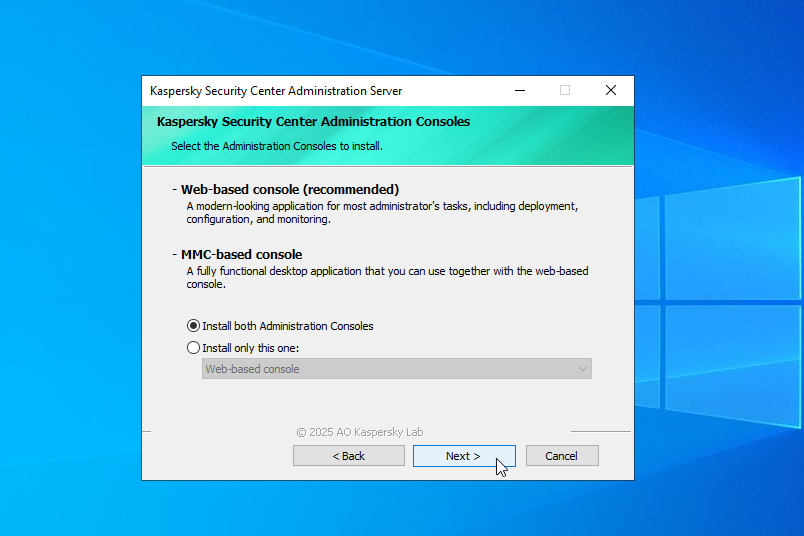 Kaspersky Security Center Administration Server
Kaspersky Security Center Administration Consoles
Select the Administration Consoles to install.
- Web-based console (recommended)
A modern-looking application for most administrator's tasks, including deployment,
configuration, and monitoring.
- MMC-based console
A fully functional desktop application that you can use together with the web-based
console.
Install both Administration Consoles
Install only this one:
Web-based console
© 2025 AO Kaspersky Lab
< Back
Next >
Cancel